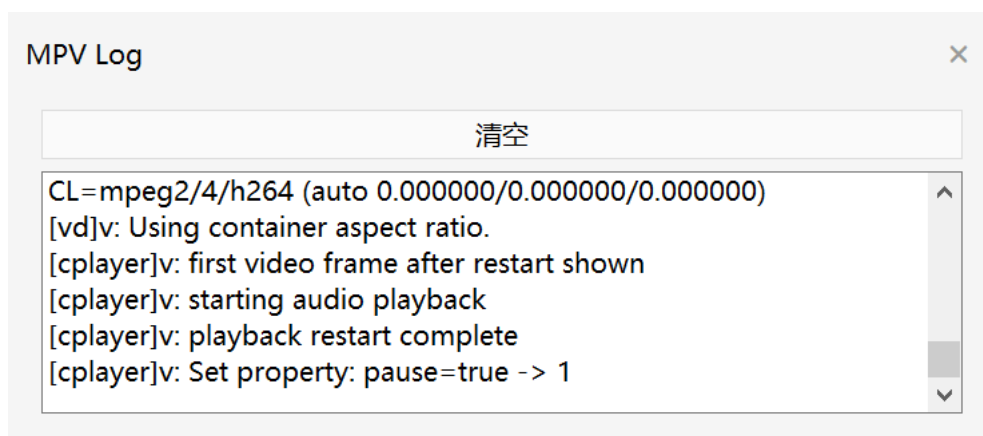 MPV Log
清空
CL=mpeg2/4/h264 (auto 0.000000/0.000000/0.000000)
[vd]v: Using container aspect ratio.
[cplayer]v: first video frame after restart shown
[cplayer]v: starting audio playback
[cplayer]v: playback restart complete
[cplayer]v: Set property: pause=true -> 1